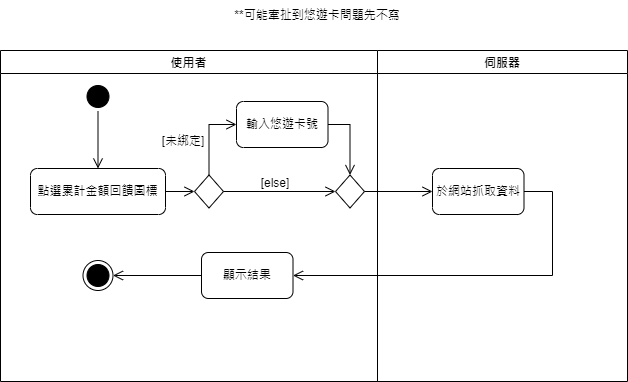 **可能牽扯到悠遊卡問題先不寫
使用者
伺服器
輸入悠遊卡號
[未綁定]
點選累計金額回饋圖標
[else]
於網站抓取資料
顯示結果